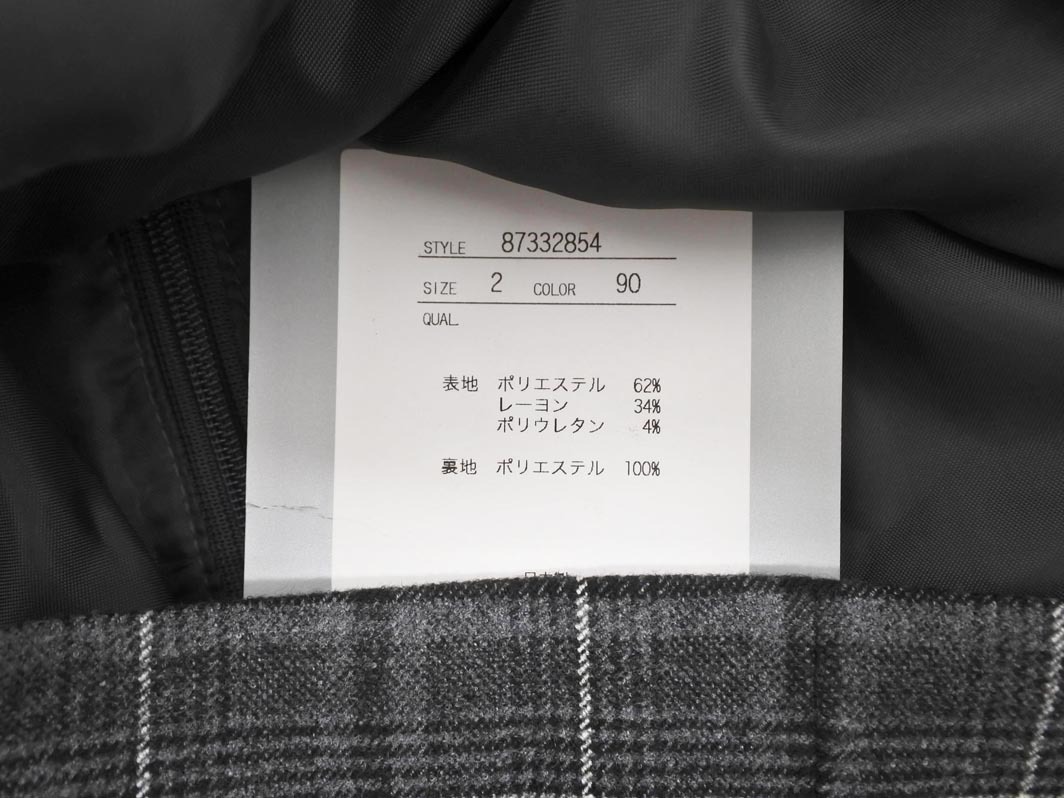 STYLE 87332854
SIZE 2 COLOR 90
QUAL.
表地 ポリエステル 62%
レーヨン 34%
ポリウレタン 4%
裏地 ポリエステル 100%